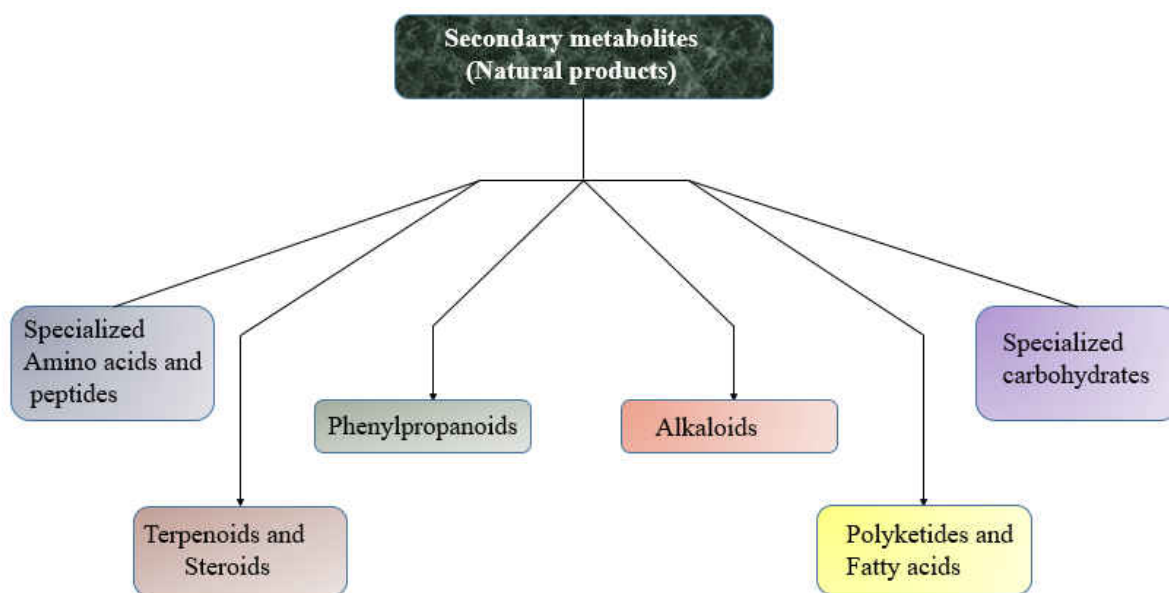 Secondary metabolites
(Natural products)
Specialized
Amino acids and
peptides
Specialized
carbohydrates
Phenylpropanoids
Alkaloids
Terpenoids and
Steroids
Polyketides and
Fatty acids